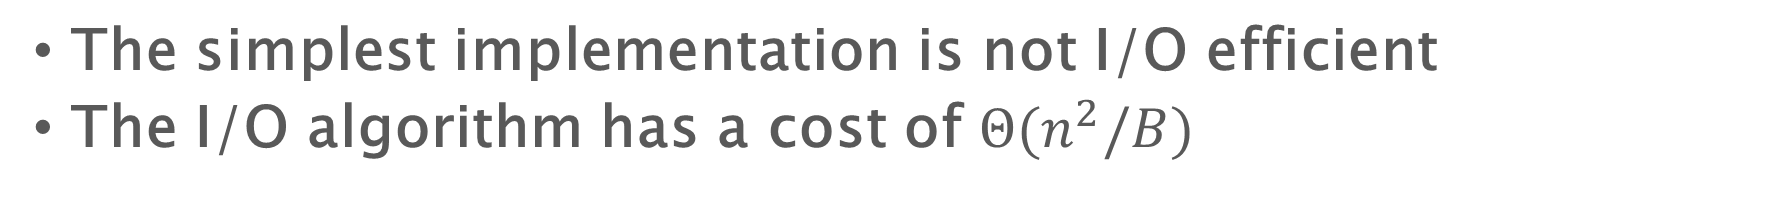 • The simplest implementation is not I/O efficient
• The I/O algorithm has a cost of Θ(n²/B)